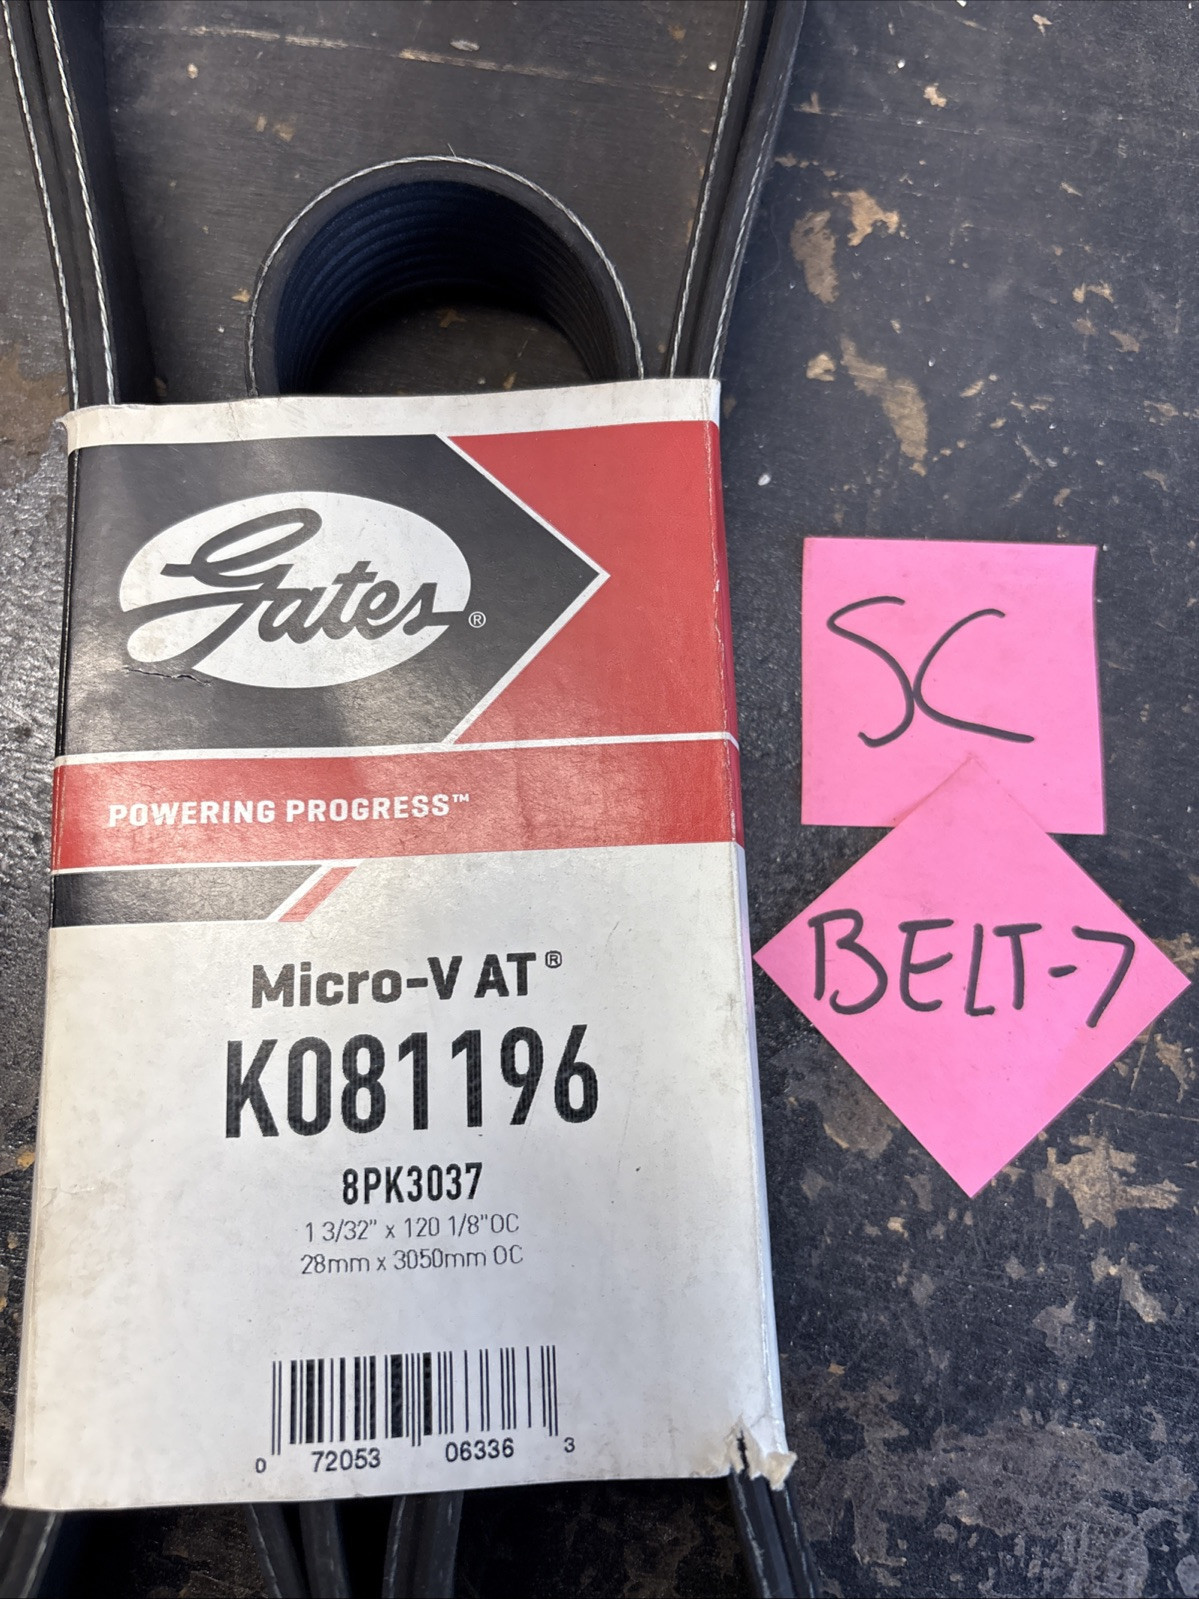 Gates®
POWERING PROGRESS™
Micro-V AT®
K081196
8PK3037
1 3/32" x 120 1/8"OC
28mm x 3050mm OC
0 72053 06336 3
SC
BELT-7